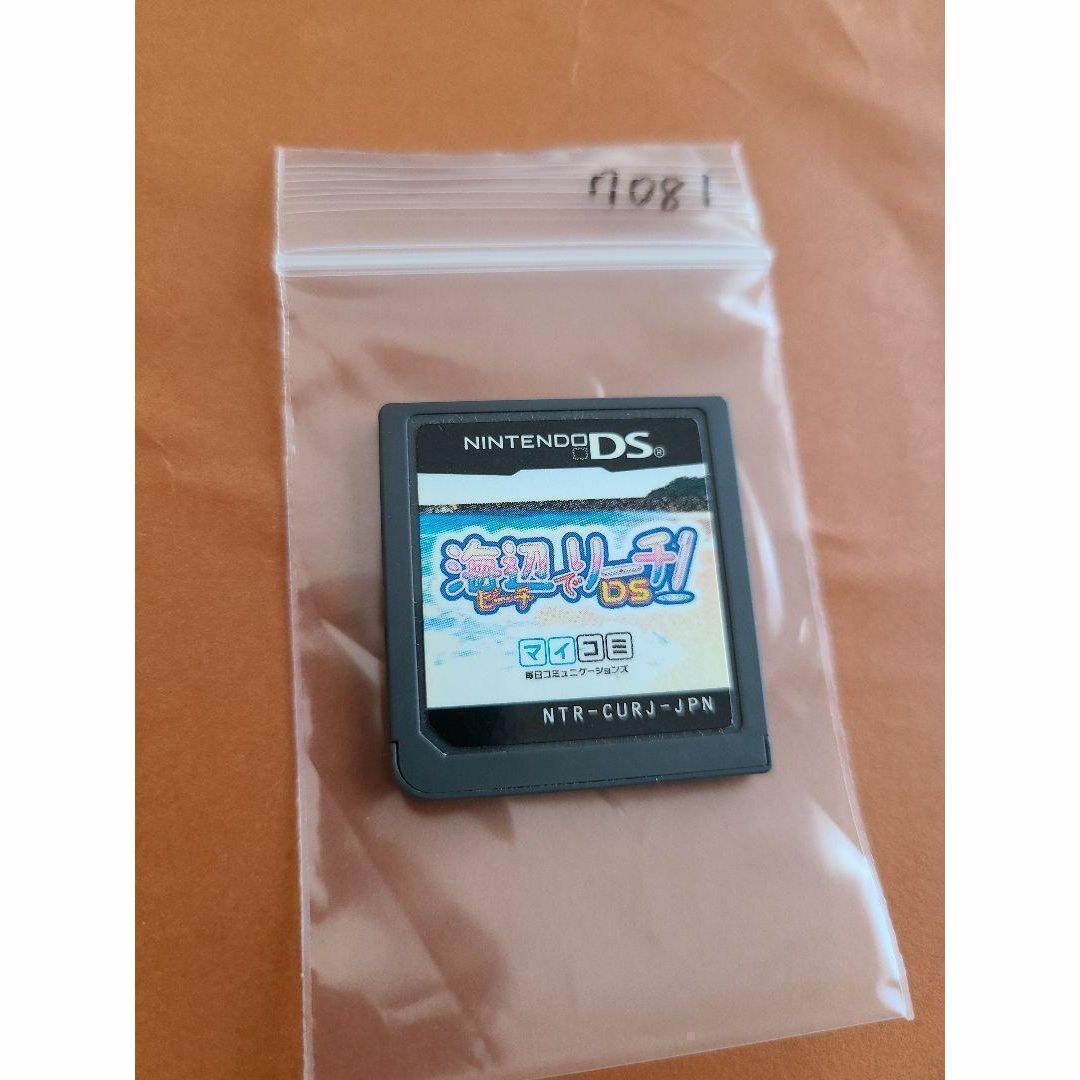 7081
NINTENDO DS®
海辺でリーチ!
ビーチ DS
マイコミ
毎日コミュニケーションズ
NTR-CURJ-JPN